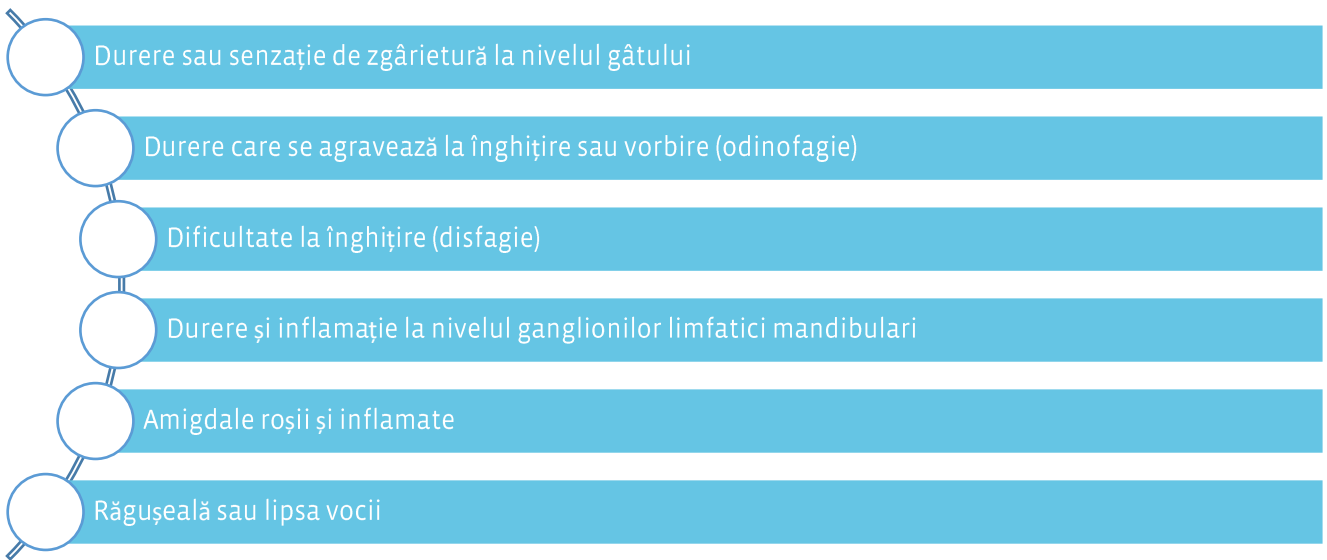 Durere sau senzație de zgârietură la nivelul gâtului
Durere care se agravează la înghițire sau vorbire (odinofagie)
Dificultate la înghițire (disfagie)
Durere și inflamație la nivelul ganglionilor limfatici mandibulari
Amigdale roșii și inflamate
Răgușeală sau lipsa vocii